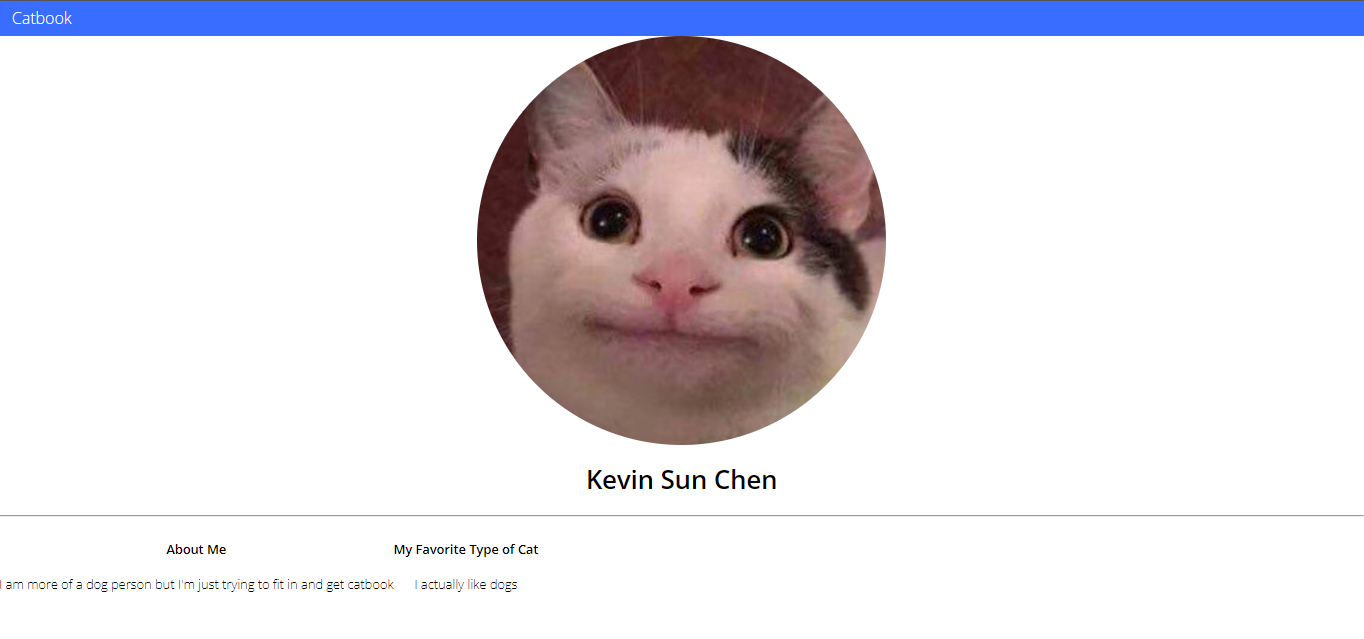 Catbook
Kevin Sun Chen
About Me
My Favorite Type of Cat
I am more of a dog person but I'm just trying to fit in and get catbook
I actually like dogs